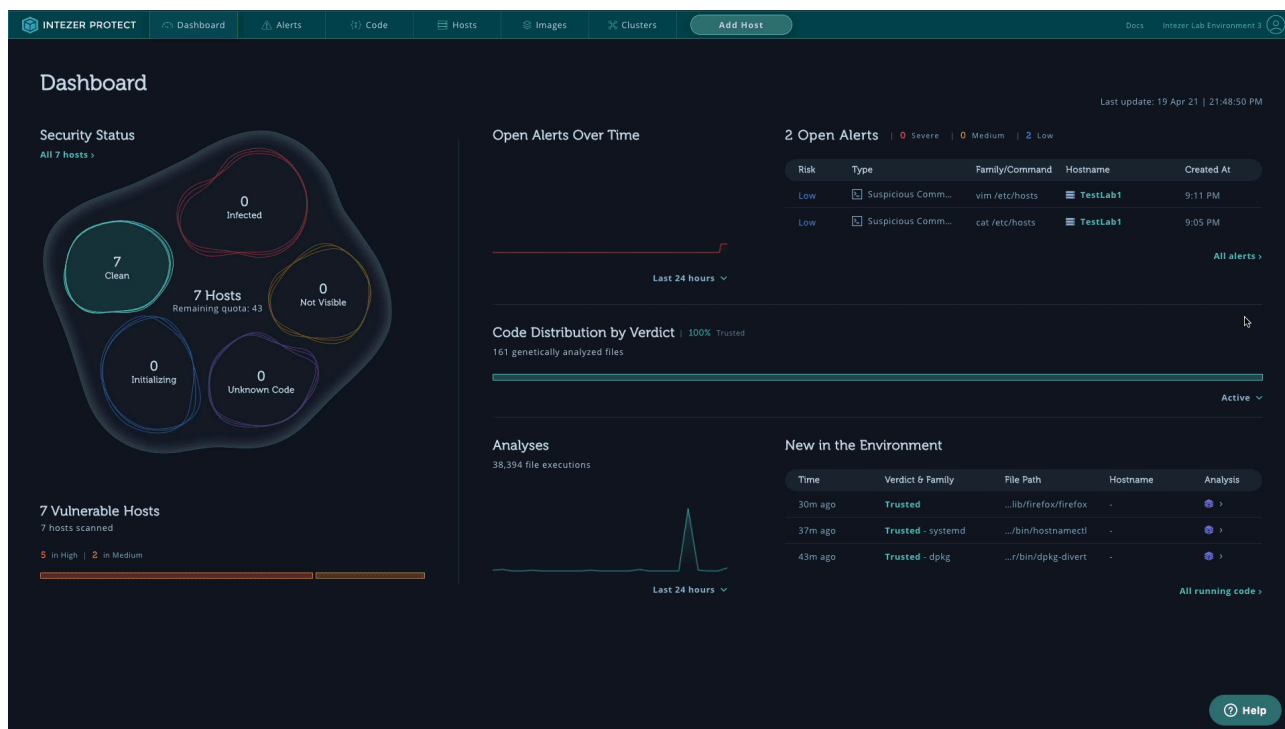 INTEZER PROTECT
Dashboard
Alerts
Code
Hosts
Images
Clusters
Add Host
Docs
Intezer Lab Environment 3
Dashboard
Last update: 19 Apr 21 | 21:48:50 PM
Security Status
All 7 hosts ›
0
Infected
7
Clean
7 Hosts
Remaining quota: 43
0
Not Visible
0
Initializing
0
Unknown Code
7 Vulnerable Hosts
7 hosts scanned
5 in High | 2 in Medium
Open Alerts Over Time
Last 24 hours
2 Open Alerts | 0 Severe | 0 Medium | 2 Low
Risk Type Family/Command Hostname Created At
Low Suspicious Comm... vim /etc/hosts TestLab1 9:11 PM
Low Suspicious Comm... cat /etc/hosts TestLab1 9:05 PM
All alerts ›
Code Distribution by Verdict | 100% Trusted
161 genetically analyzed files
Active
Analyses
38,394 file executions
Last 24 hours
New in the Environment
Time Verdict & Family File Path Hostname Analysis
30m ago Trusted ...lib/firefox/firefox - ›
37m ago Trusted - systemd .../bin/hostnamectl - ›
43m ago Trusted - dpkg ...r/bin/dpkg-divert - ›
All running code ›
Help